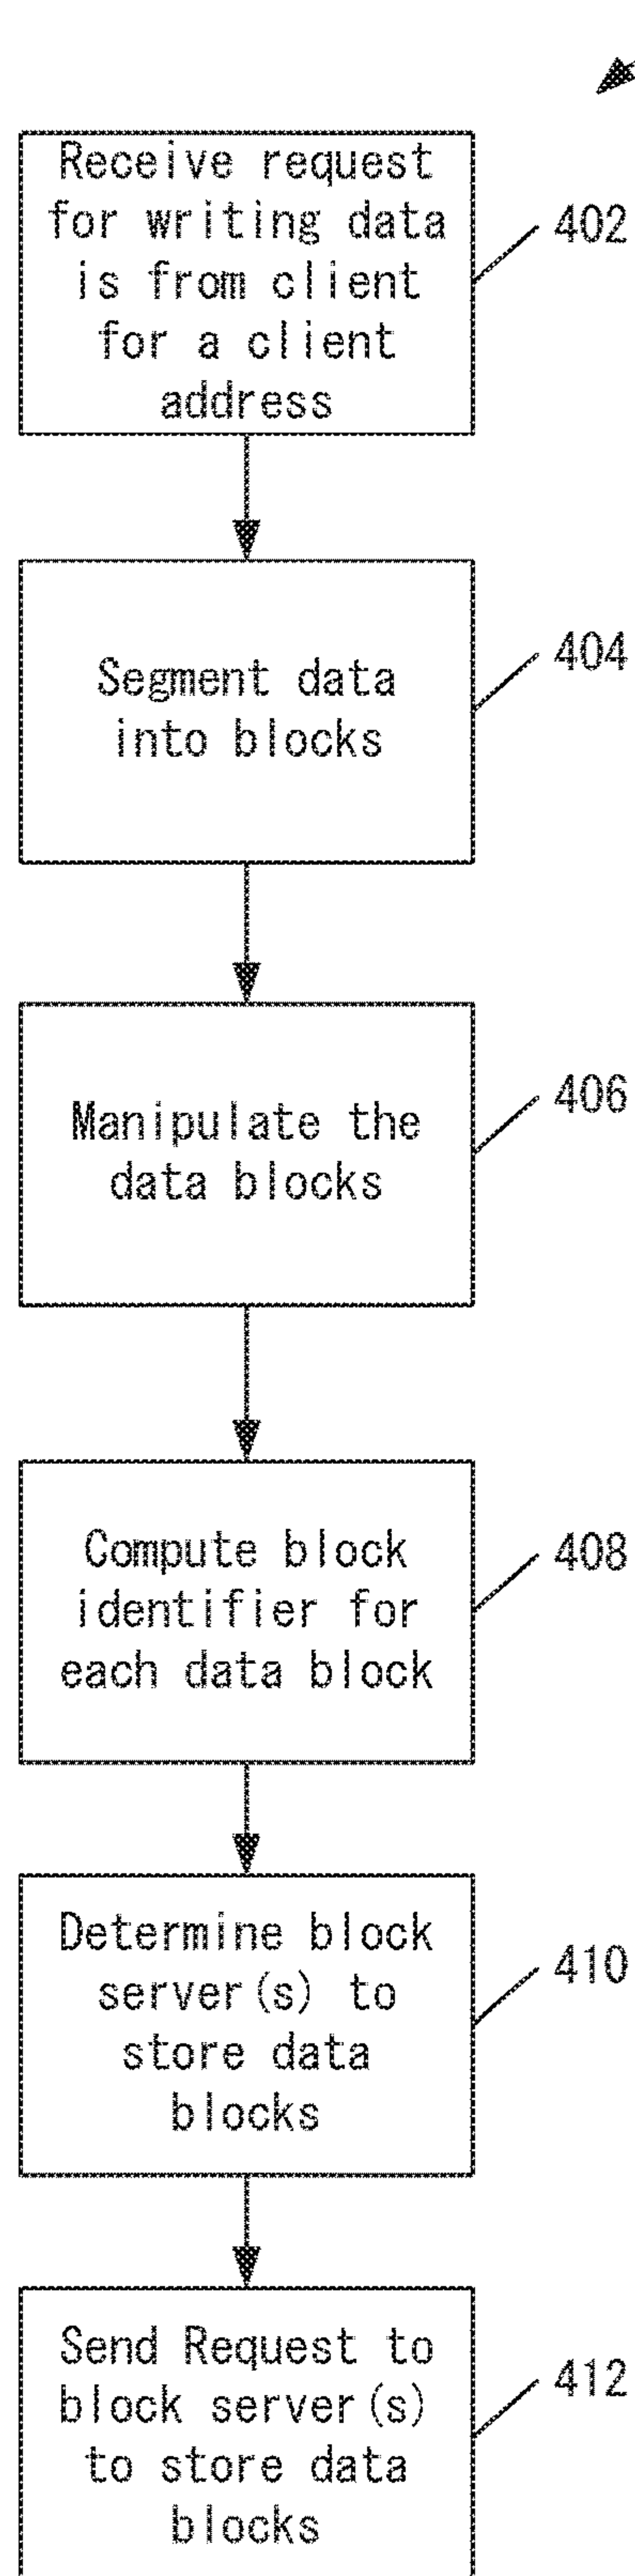 Receive request
for writing data
is from client
for a client
address
402
Segment data
into blocks
404
Manipulate the
data blocks
406
Compute block
identifier for
each data block
408
Determine block
server(s) to
store data
blocks
410
Send Request to
block server(s)
to store data
blocks
412